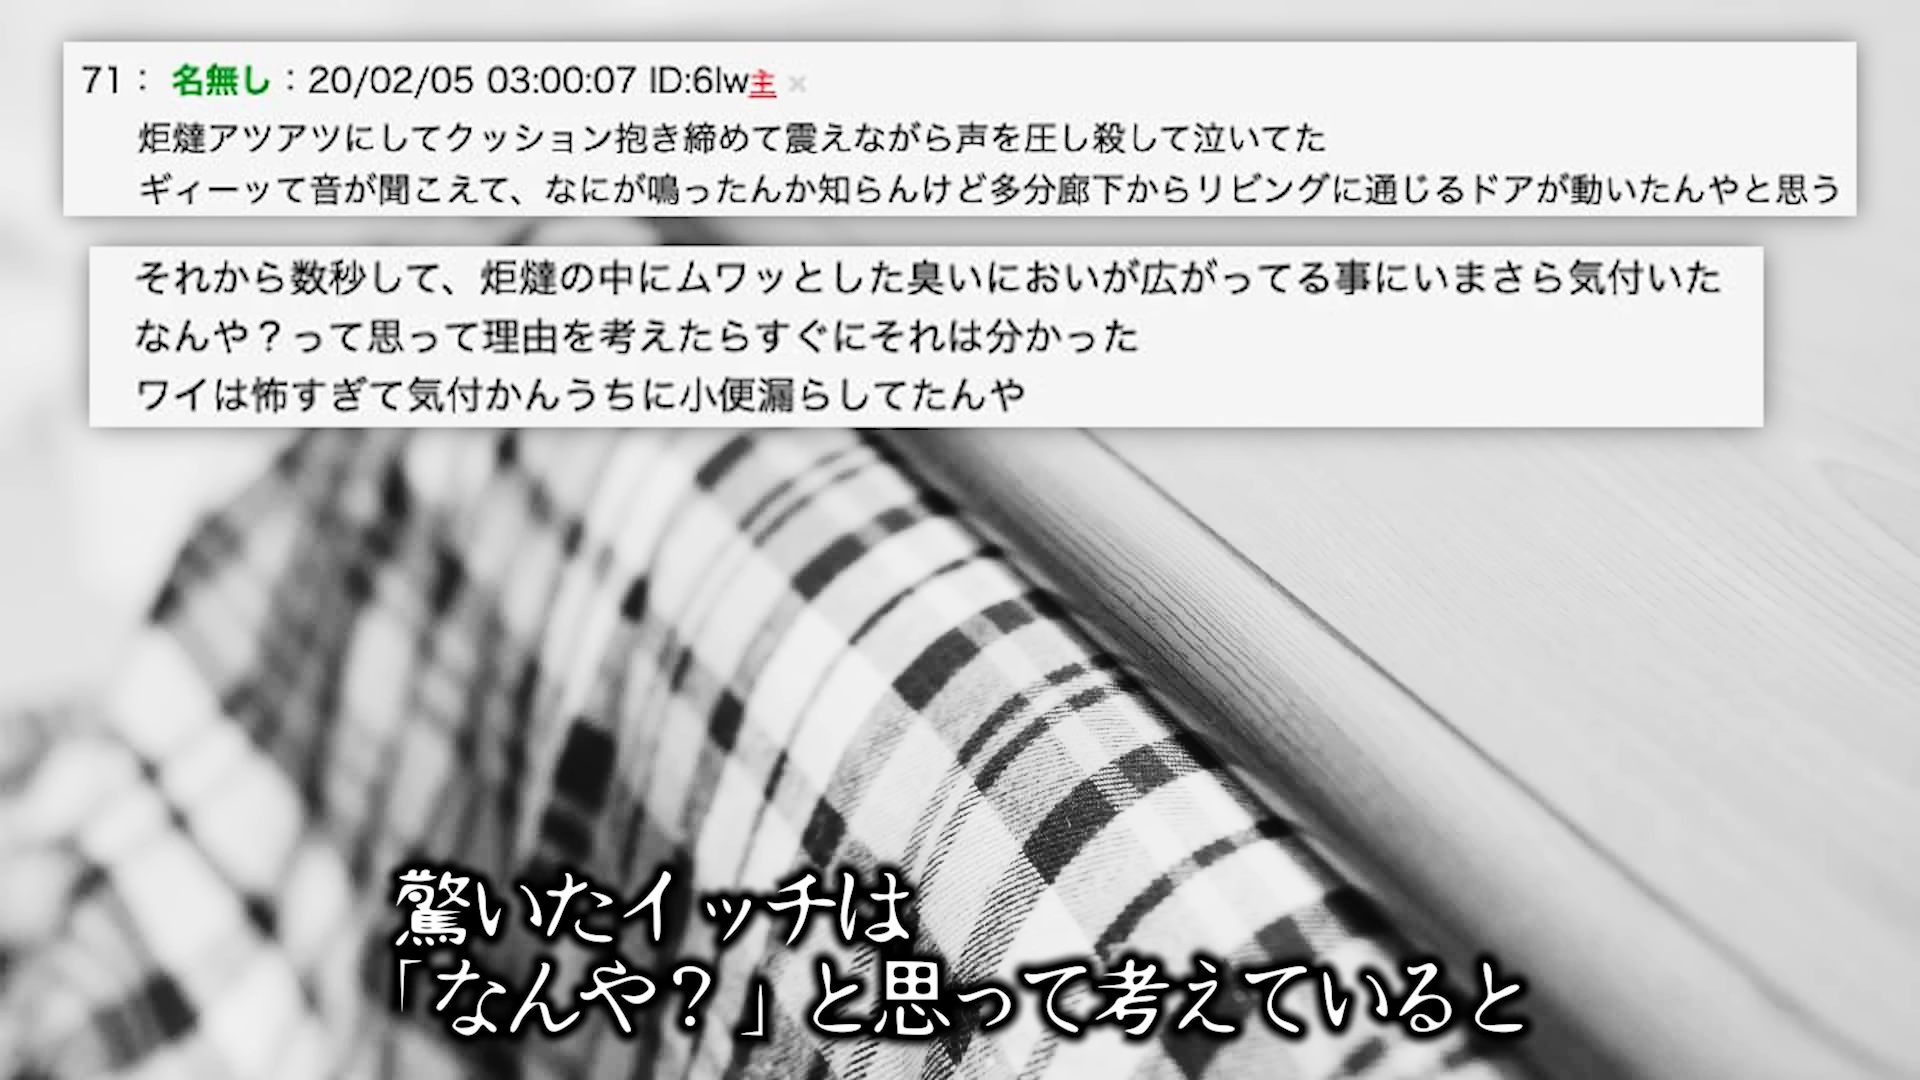 71： 名無し：20/02/05 03:00:07 ID:6lw主 ×
炬燵アツアツにしてクッション抱き締めて震えながら声を圧し殺して泣いてた
ギィーッて音が聞こえて、なにが鳴ったんか知らんけど多分廊下からリビングに通じるドアが動いたんやと思う
それから数秒して、炬燵の中にムワッとした臭いにおいが広がってる事にいまさら気付いた
なんや？って思って理由を考えたらすぐにそれは分かった
ワイは怖すぎて気付かんうちに小便漏らしてたんや
驚いたイッチは
「なんや？」と思って考えていると